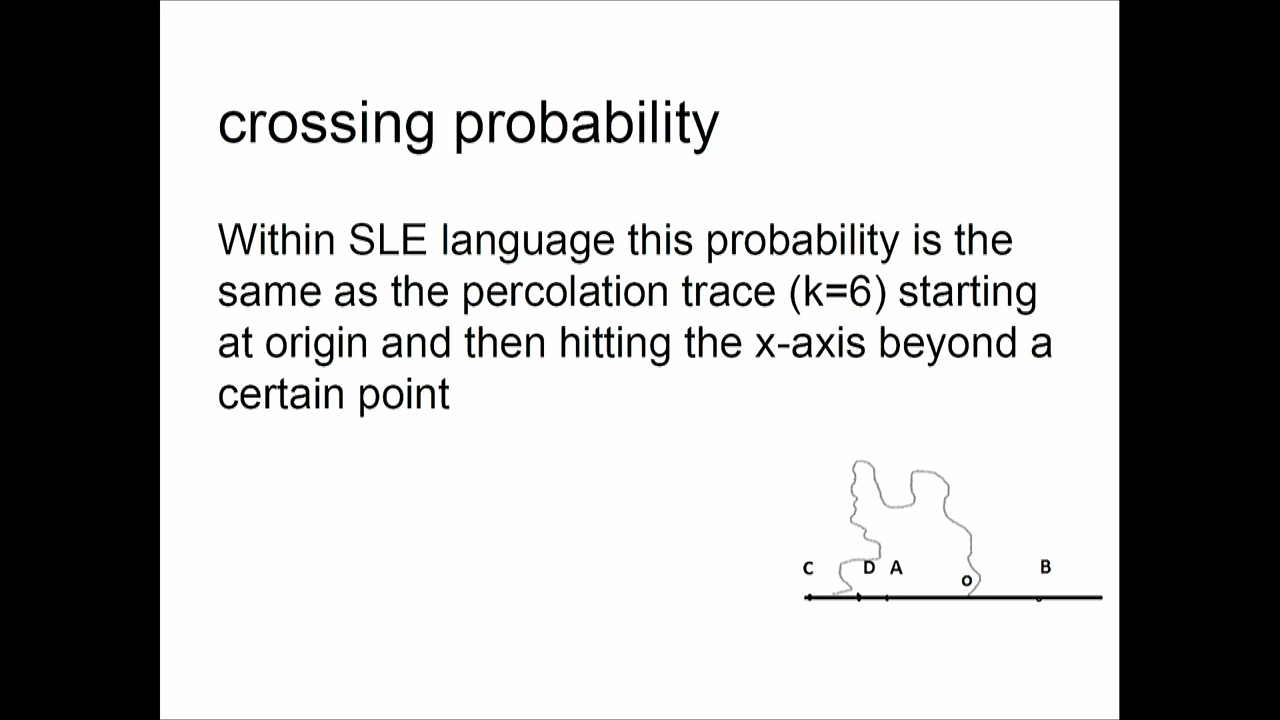 crossing probability
Within SLE language this probability is the
same as the percolation trace (k=6) starting
at origin and then hitting the x-axis beyond a
certain point
C D A O B